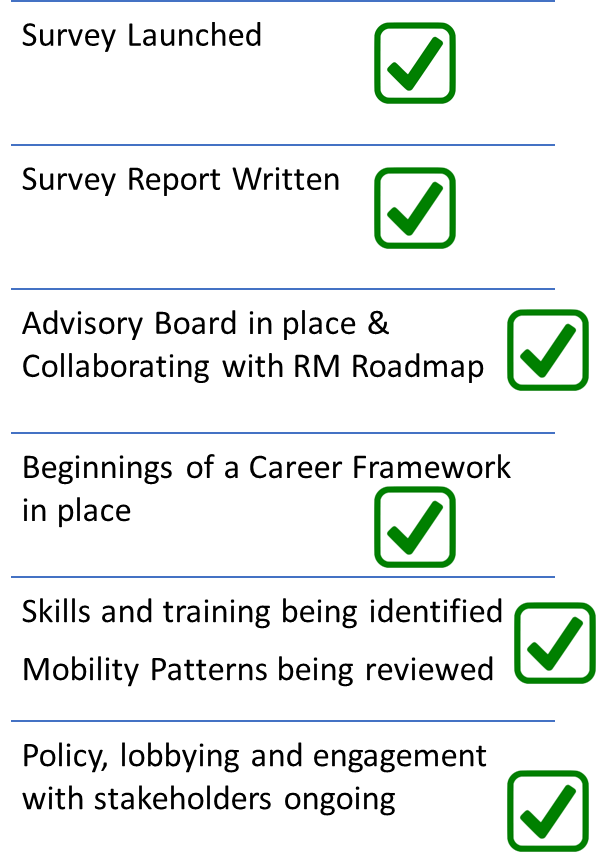 Survey Launched
Survey Report Written
Advisory Board in place &
Collaborating with RM Roadmap
Beginnings of a Career Framework
in place
Skills and training being identified
Mobility Patterns being reviewed
Policy, lobbying and engagement
with stakeholders ongoing